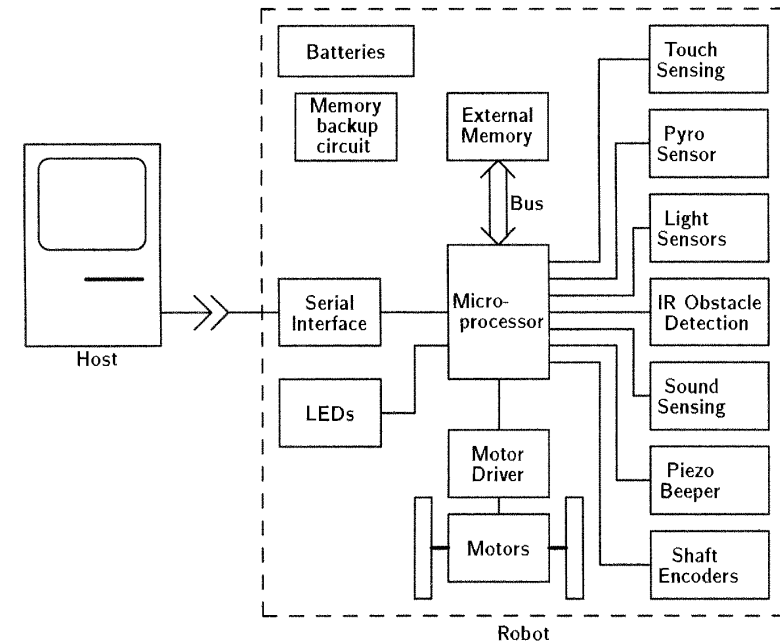 Batteries
Memory
backup
circuit
External
Memory
Bus
Host
Serial
Interface
LEDs
Micro-
processor
Motor
Driver
Motors
Touch
Sensing
Pyro
Sensor
Light
Sensors
IR Obstacle
Detection
Sound
Sensing
Piezo
Beeper
Shaft
Encoders
Robot